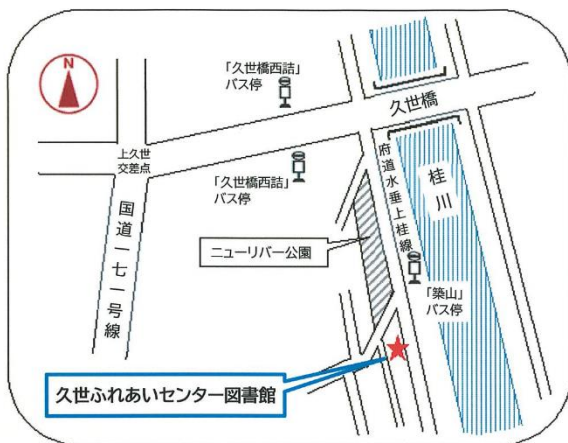 N
「久世橋西詰」
バス停
久世橋
上久世
交差点
「久世橋西詰」
バス停
府道水垂上桂線
桂川
国道一七一号線
ニューリバー公園
「築山」
バス停
久世ふれあいセンター図書館